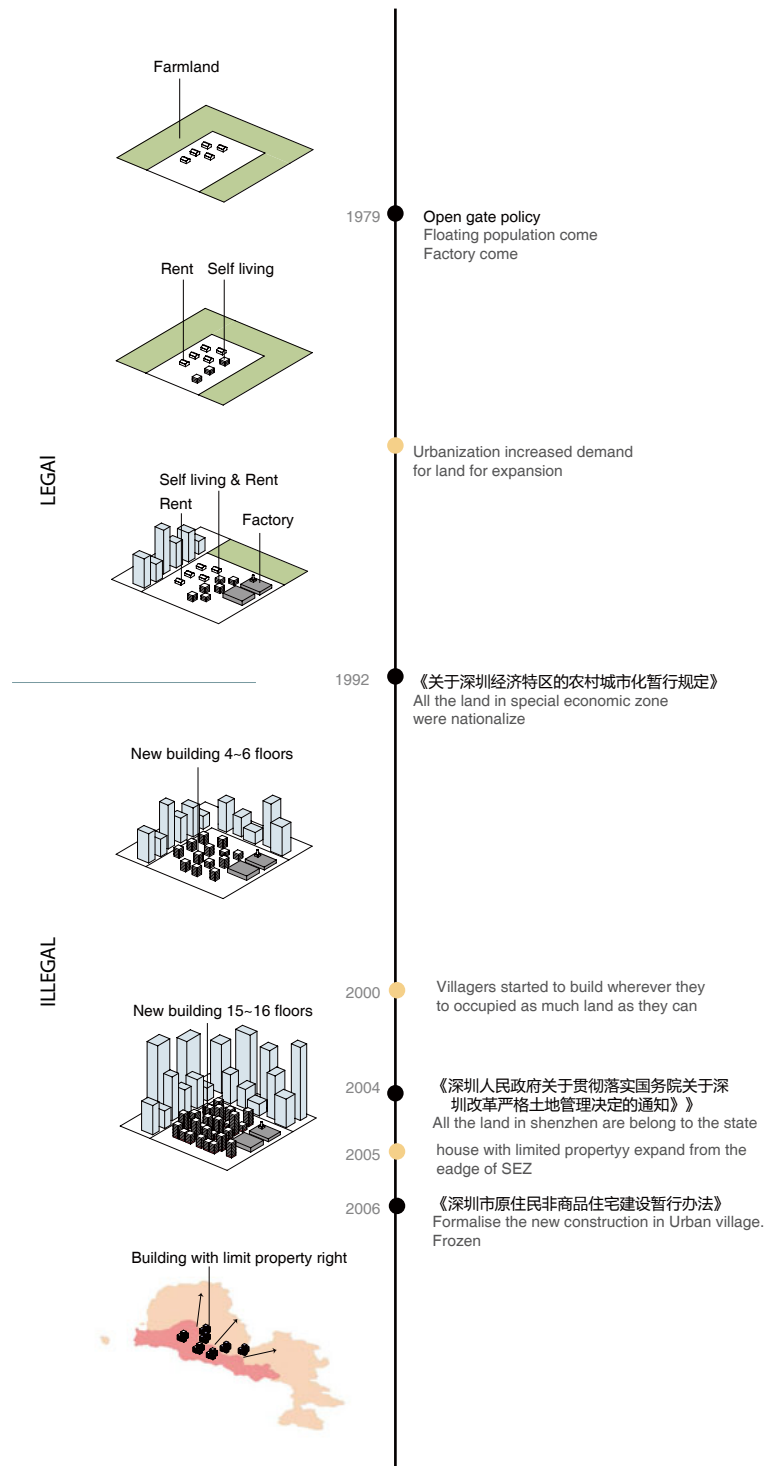 Farmland
1979
Open gate policy
Floating population come
Factory come
Rent
Self living
Urbanization increased demand
for land for expansion
LEGAI
Self living & Rent
Rent
Factory
1992
《关于深圳经济特区的农村城市化暂行规定》
All the land in special economic zone
were nationalize
New building 4~6 floors
ILLEGAL
2000
Villagers started to build wherever they
to occupied as much land as they can
New building 15~16 floors
2004
《深圳人民政府关于贯彻落实国务院关于深
圳改革严格土地管理决定的通知》》
All the land in shenzhen are belong to the state
2005
house with limited propertyy expand from the
eadge of SEZ
2006
《深圳市原住民非商品住宅建设暂行办法》
Formalise the new construction in Urban village.
Frozen
Building with limit property right